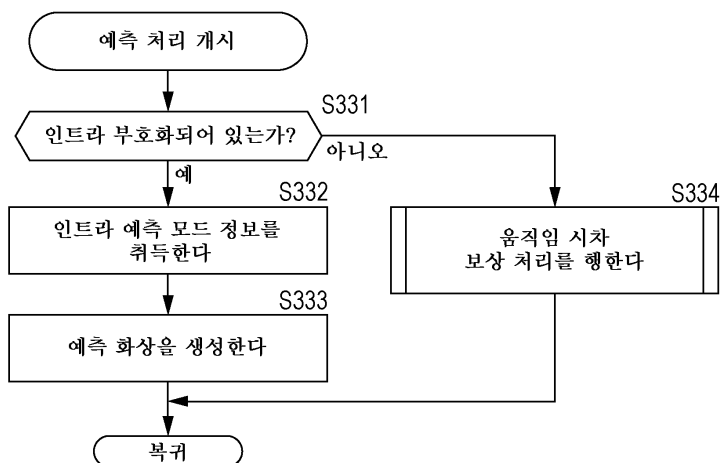 예측 처리 개시
S331
인트라 부호화되어 있는가?
아니오
예
S332
인트라 예측 모드 정보를
취득한다
S334
움직임 시차
보상 처리를 행한다
S333
예측 화상을 생성한다
복귀